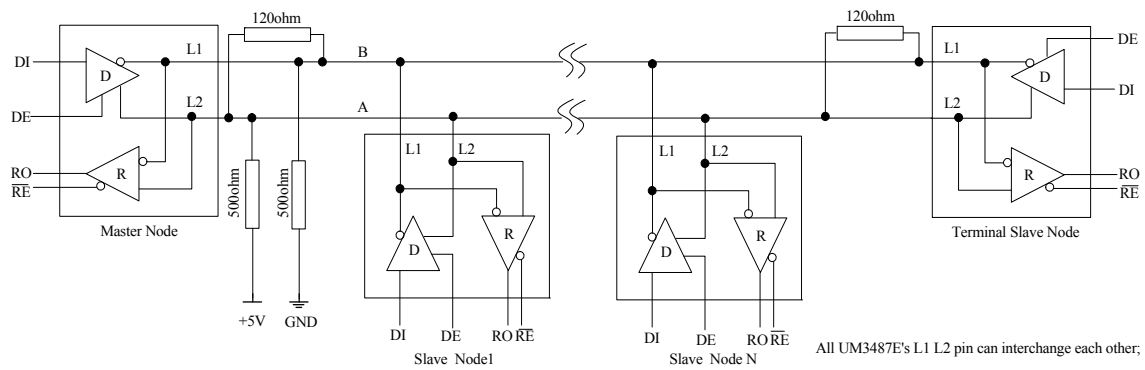 120ohm
120ohm
L1
B
L1
DE
DI
D
D
L2
A
L2
DI
DE
L1
L2
L1
L2
RO
R
500ohm
500ohm
R
RO
RE
RE
Master Node
D
R
D
R
Terminal Slave Node
+5V
GND
DI
DE
RO
RE
DI
DE
RO
RE
Slave Node1
Slave Node N
All UM3487E's L1 L2 pin can interchange each other;